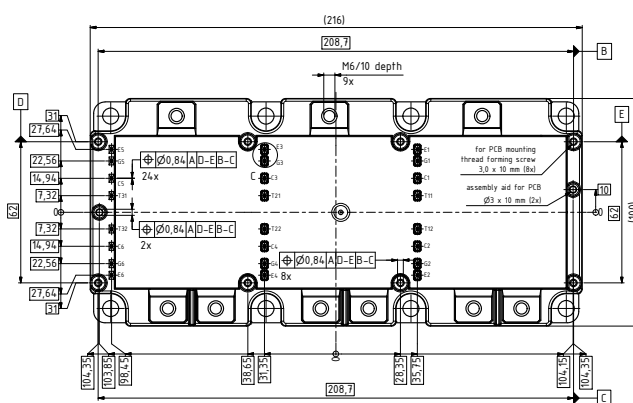 (216)
208,7
B
M6/10 depth
9x
D
E
31
27,64
22,56
14,94
7,32
0
7,32
14,94
22,56
27,64
31
62
E5
G5
C5
T31
T32
C6
G6
E6
⌖ Ø0,84 A D-E B-C
24x
⌖ Ø0,84 A D-E B-C
2x
E3
G3
C
C3
T21
T22
C4
G4
E4
⌖ Ø0,84 A D-E B-C
8x
E1
G1
C1
T11
T12
C2
G2
E2
for PCB mounting
thread forming screw
3,0 x 10 mm (8x)
assembly aid for PCB
Ø3 x 10 mm (2x)
10
0
62
104,35
103,85
98,45
38,65
31,35
0
28,35
35,75
104,15
104,35
208,7
C